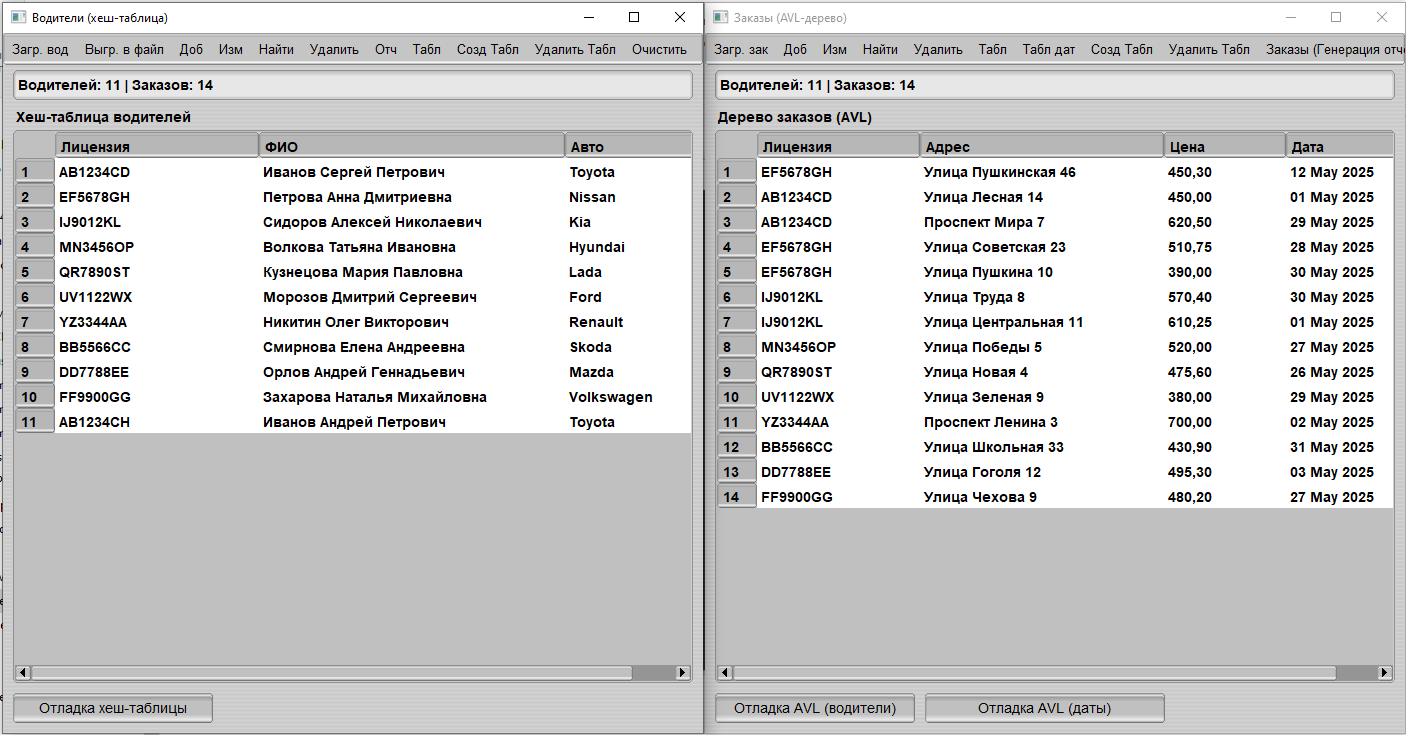 Водители (хеш-таблица)
Загр. вод Выгр. в файл Доб Изм Найти Удалить Отч Табл Созд Табл Удалить Табл Очистить
Водителей: 11 | Заказов: 14
Хеш-таблица водителей
Лицензия ФИО Авто
1 AB1234CD Иванов Сергей Петрович Toyota
2 EF5678GH Петрова Анна Дмитриевна Nissan
3 IJ9012KL Сидоров Алексей Николаевич Kia
4 MN3456OP Волкова Татьяна Ивановна Hyundai
5 QR7890ST Кузнецова Мария Павловна Lada
6 UV1122WX Морозов Дмитрий Сергеевич Ford
7 YZ3344AA Никитин Олег Викторович Renault
8 BB5566CC Смирнова Елена Андреевна Skoda
9 DD7788EE Орлов Андрей Геннадьевич Mazda
10 FF9900GG Захарова Наталья Михайловна Volkswagen
11 AB1234CH Иванов Андрей Петрович Toyota
Отладка хеш-таблицы
Заказы (AVL-дерево)
Загр. зак Доб Изм Найти Удалить Табл Табл дат Созд Табл Удалить Табл Заказы (Генерация отч
Водителей: 11 | Заказов: 14
Дерево заказов (AVL)
Лицензия Адрес Цена Дата
1 EF5678GH Улица Пушкинская 46 450,30 12 May 2025
2 AB1234CD Улица Лесная 14 450,00 01 May 2025
3 AB1234CD Проспект Мира 7 620,50 29 May 2025
4 EF5678GH Улица Советская 23 510,75 28 May 2025
5 EF5678GH Улица Пушкина 10 390,00 30 May 2025
6 IJ9012KL Улица Труда 8 570,40 30 May 2025
7 IJ9012KL Улица Центральная 11 610,25 01 May 2025
8 MN3456OP Улица Победы 5 520,00 27 May 2025
9 QR7890ST Улица Новая 4 475,60 26 May 2025
10 UV1122WX Улица Зеленая 9 380,00 29 May 2025
11 YZ3344AA Проспект Ленина 3 700,00 02 May 2025
12 BB5566CC Улица Школьная 33 430,90 31 May 2025
13 DD7788EE Улица Гоголя 12 495,30 03 May 2025
14 FF9900GG Улица Чехова 9 480,20 27 May 2025
Отладка AVL (водители) Отладка AVL (даты)